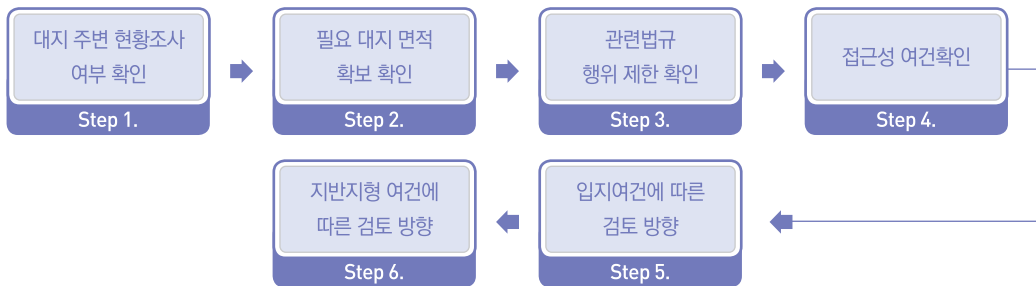 대지 주변 현황조사
여부 확인
Step 1.
필요 대지 면적
확보 확인
Step 2.
관련법규
행위 제한 확인
Step 3.
접근성 여건확인
Step 4.
입지여건에 따른
검토 방향
Step 5.
지반지형 여건에
따른 검토 방향
Step 6.